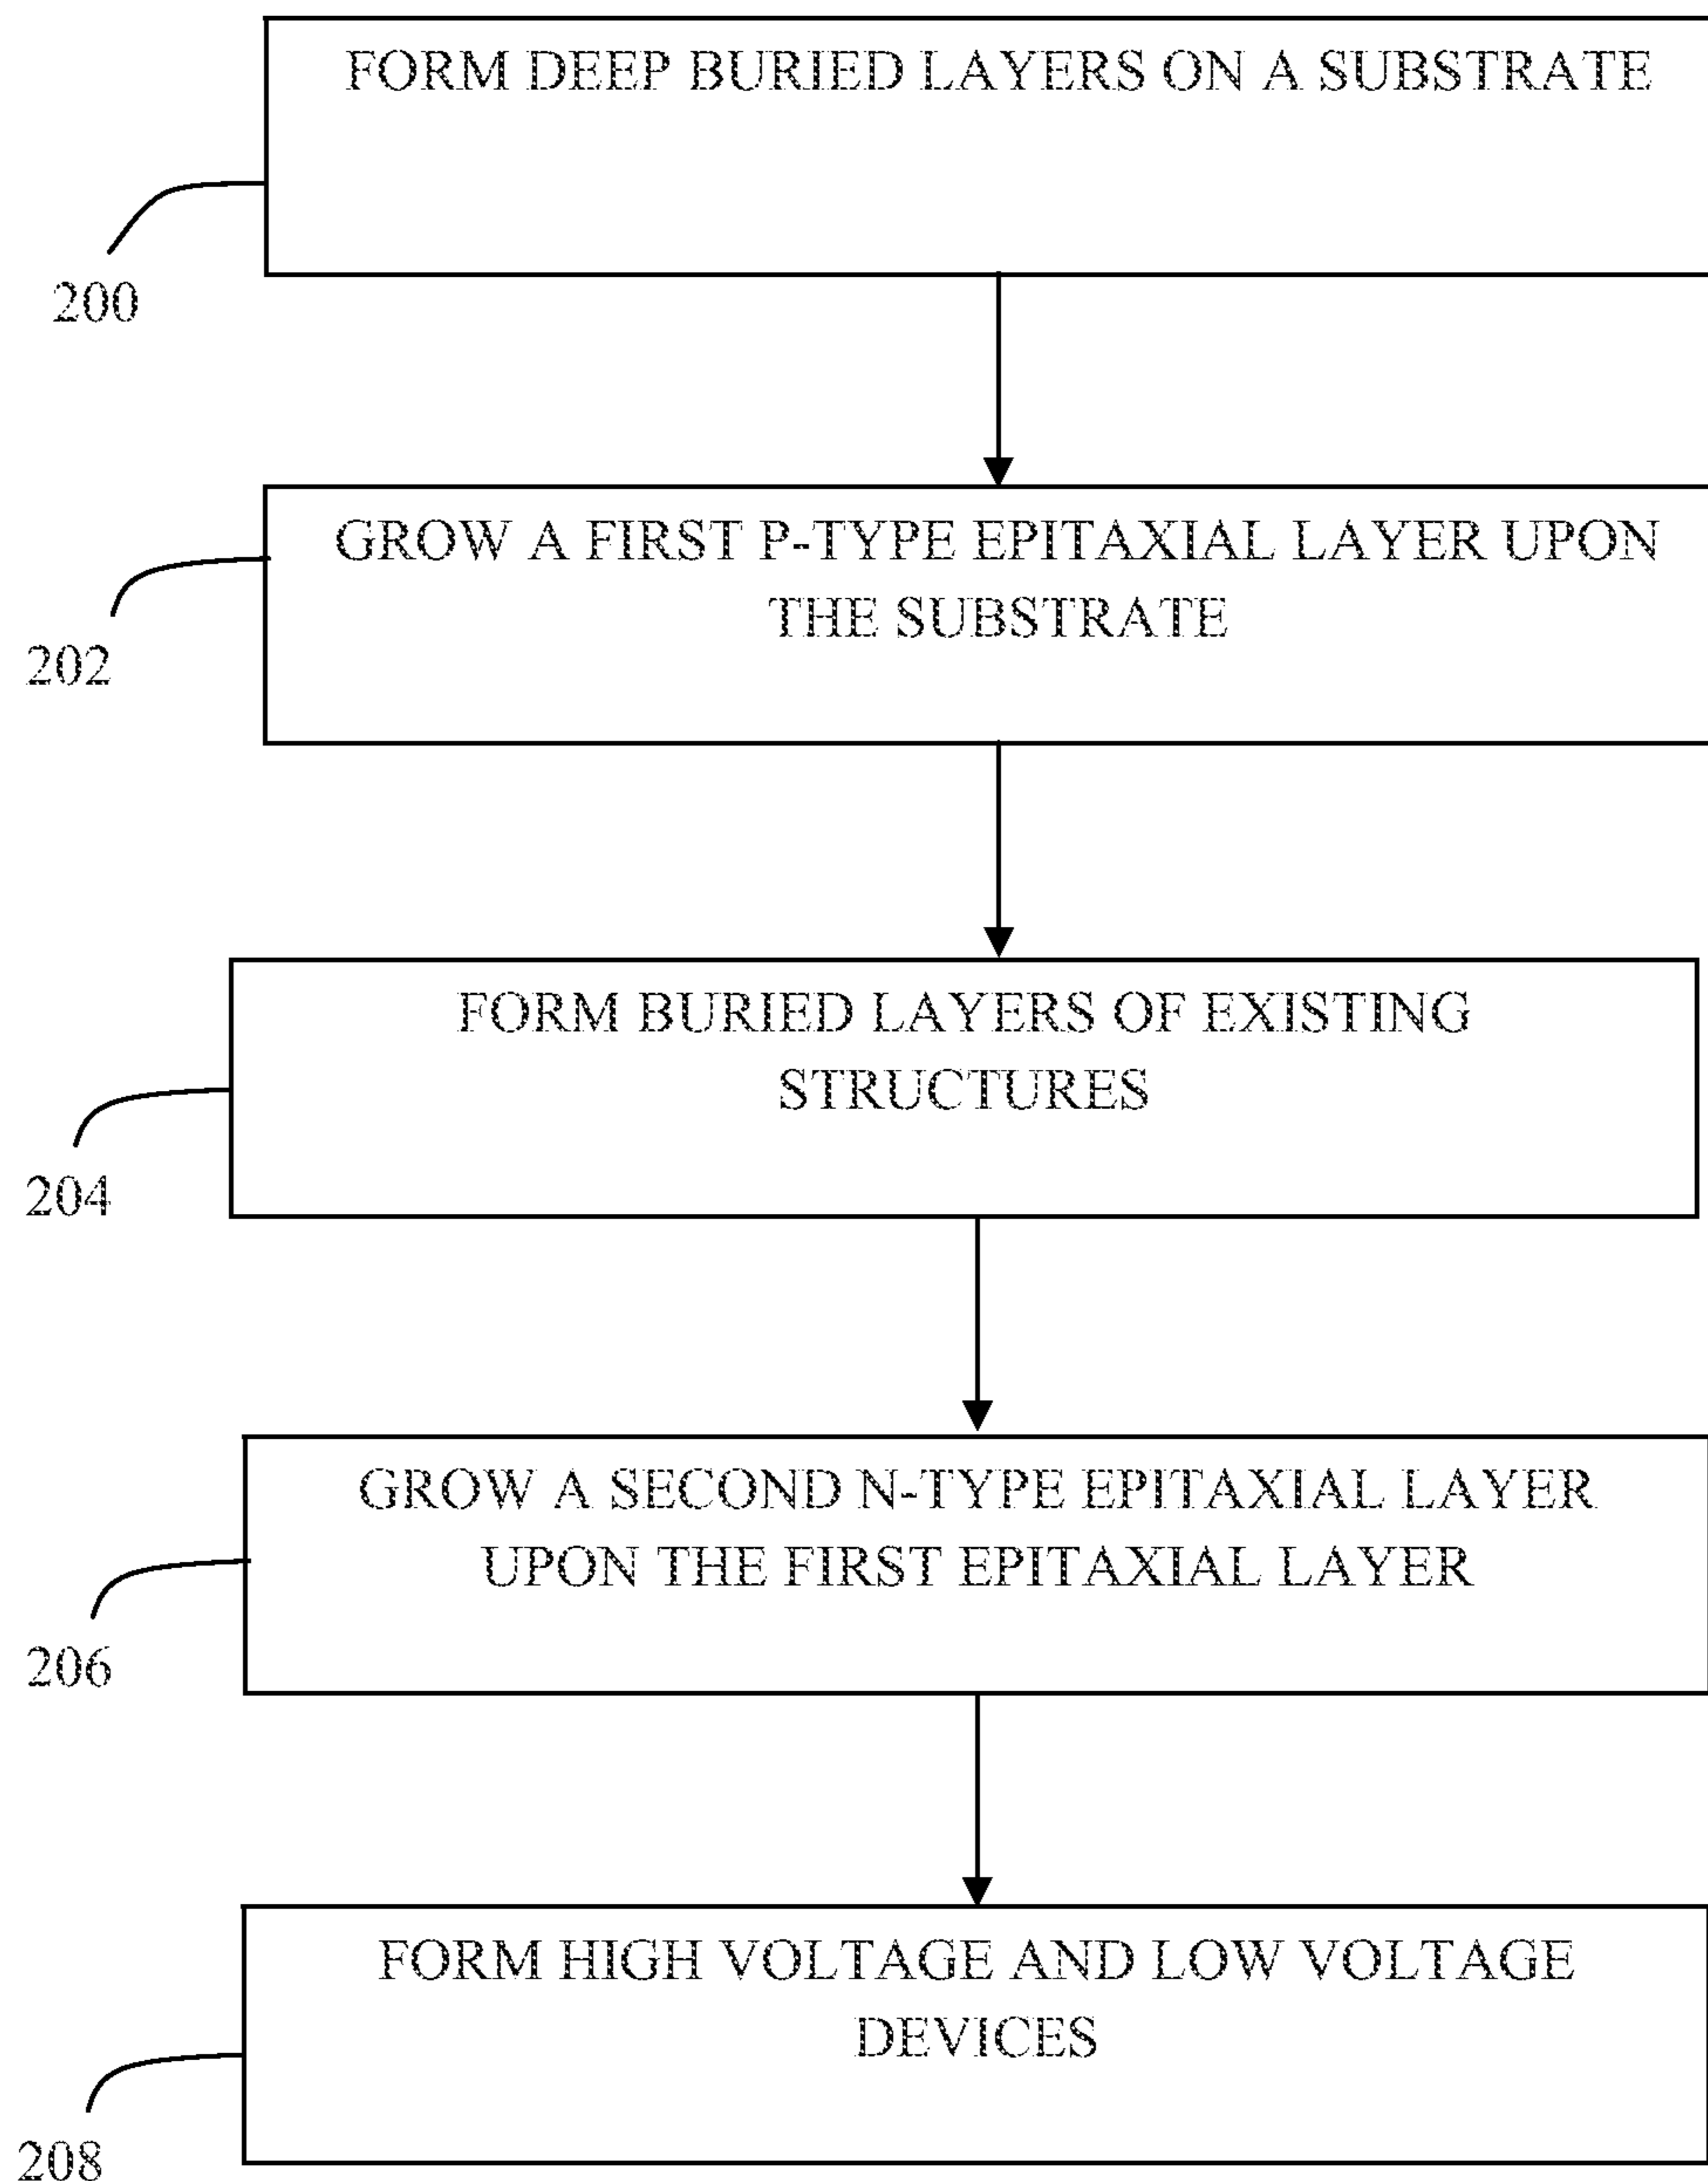 FORM DEEP BURIED LAYERS ON A SUBSTRATE
200
GROW A FIRST P-TYPE EPITAXIAL LAYER UPON
THE SUBSTRATE
202
FORM BURIED LAYERS OF EXISTING
STRUCTURES
204
GROW A SECOND N-TYPE EPITAXIAL LAYER
UPON THE FIRST EPITAXIAL LAYER
206
FORM HIGH VOLTAGE AND LOW VOLTAGE
DEVICES
208